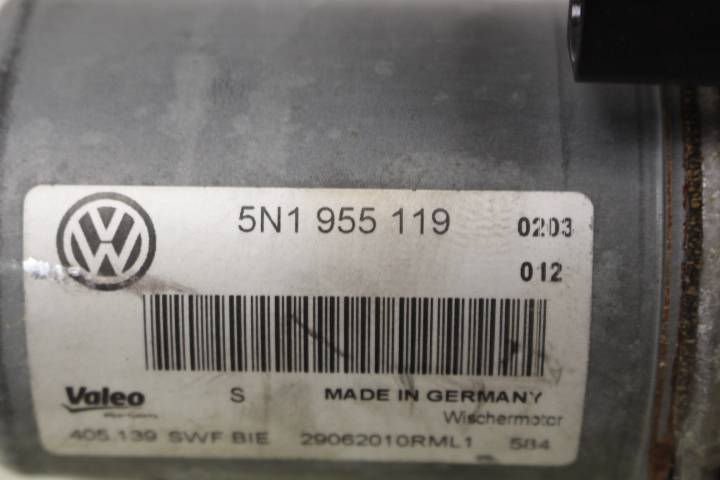 5N1 955 119 0203
012
Valeo S MADE IN GERMANY
Wischermotor
405.139 SWF BIE 29062010RML1 584